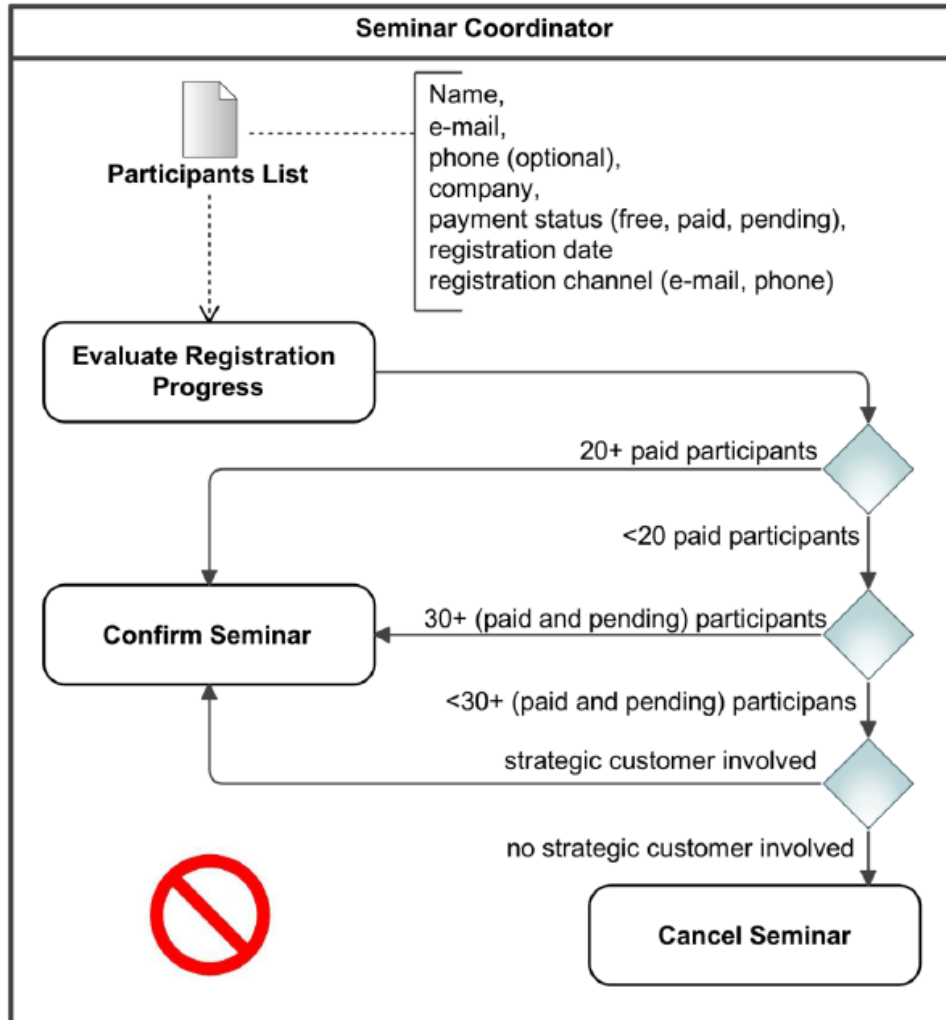 Seminar Coordinator
Participants List
Name,
e-mail,
phone (optional),
company,
payment status (free, paid, pending),
registration date
registration channel (e-mail, phone)
Evaluate Registration
Progress
20+ paid participants
<20 paid participants
Confirm Seminar
30+ (paid and pending) participants
<30+ (paid and pending) participans
strategic customer involved
no strategic customer involved
Cancel Seminar